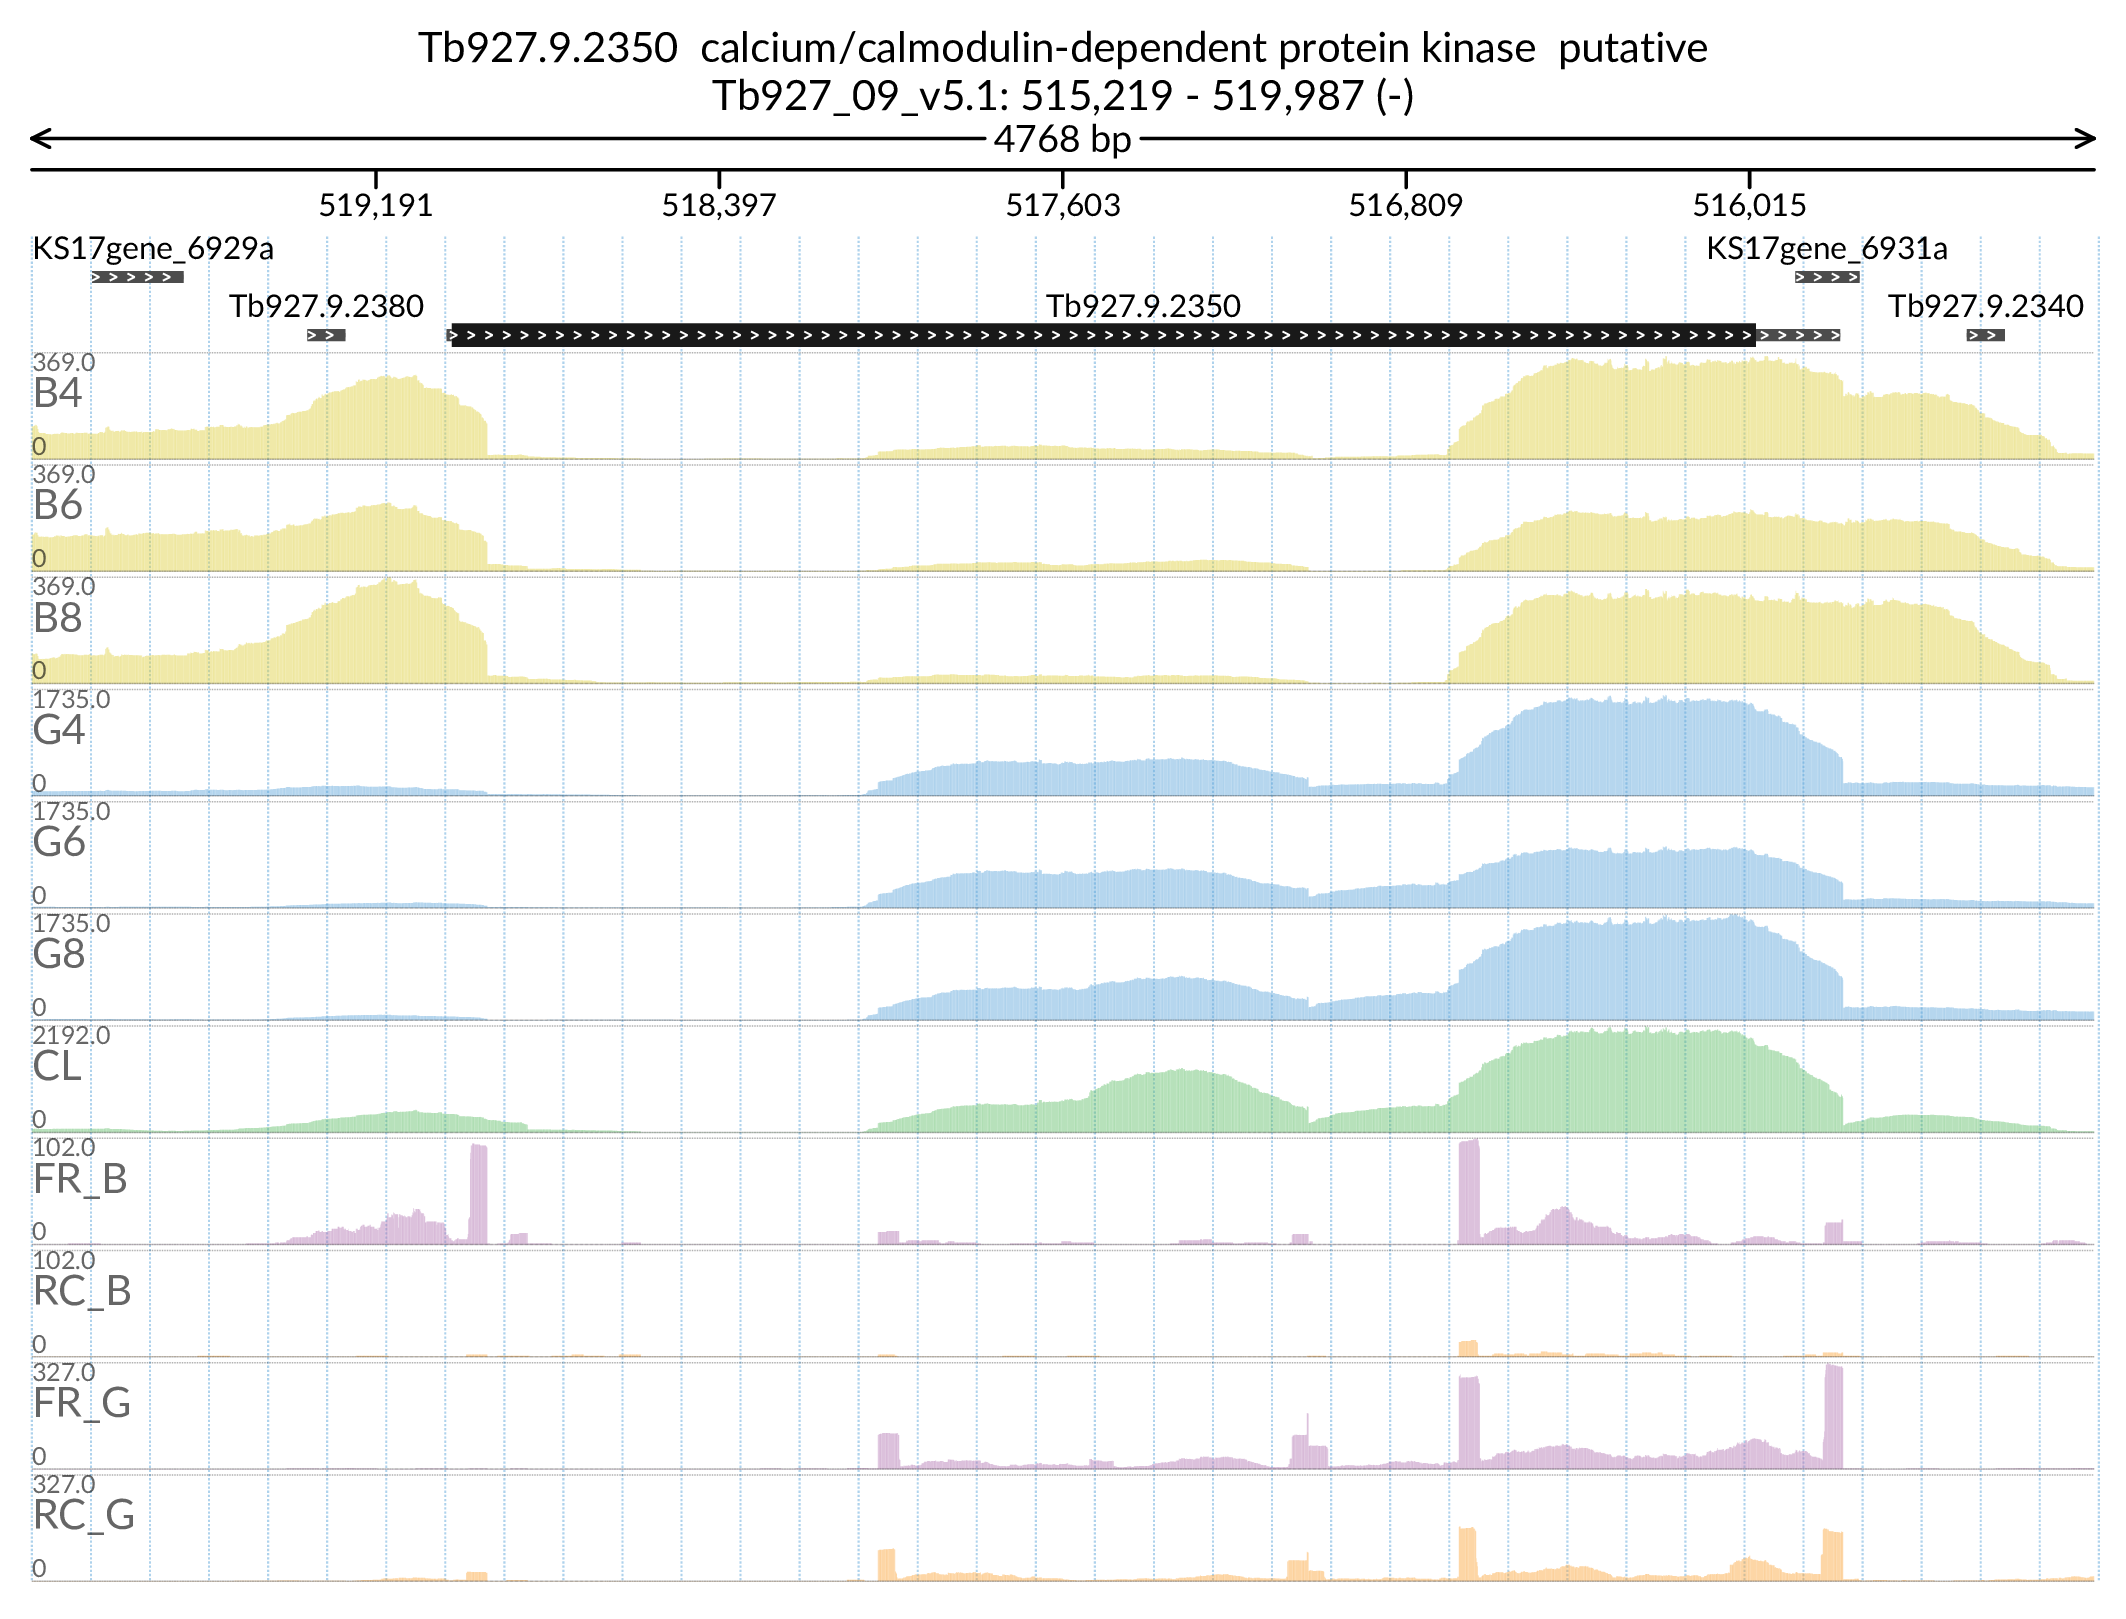 Tb927.9.2350  calcium/calmodulin-dependent protein kinase  putative
Tb927_09_v5.1: 515,219 - 519,987 (-)
4768 bp
519,191 518,397 517,603 516,809 516,015
KS17gene_6929a KS17gene_6931a
Tb927.9.2380 Tb927.9.2350 Tb927.9.2340
369.0
B4
0
369.0
B6
0
369.0
B8
0
1735.0
G4
0
1735.0
G6
0
1735.0
G8
0
2192.0
CL
0
102.0
FR_B
0
102.0
RC_B
0
327.0
FR_G
0
327.0
RC_G
0